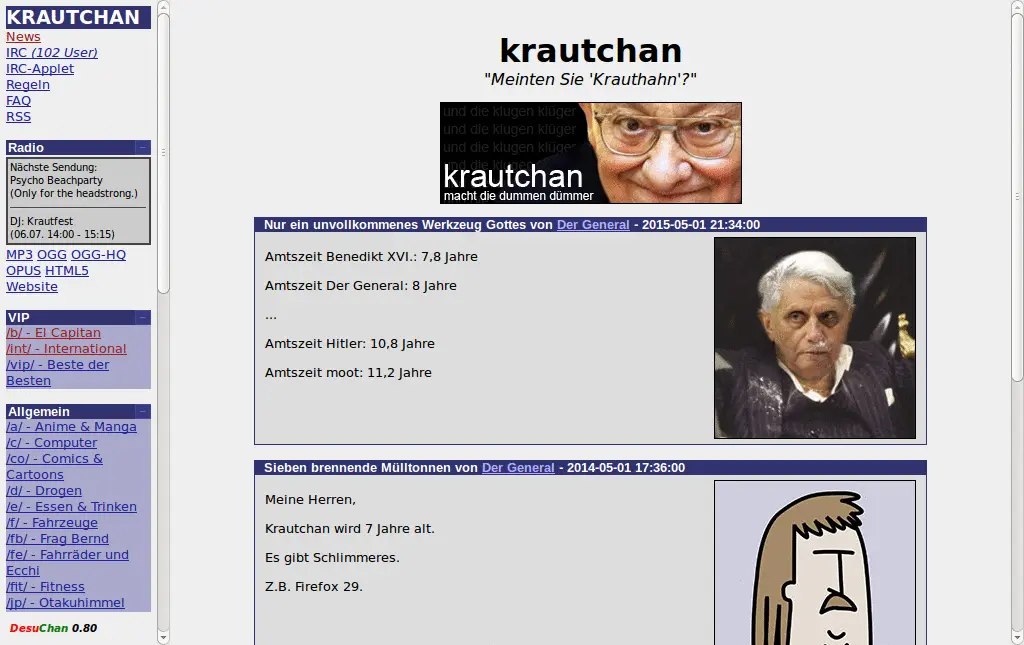 KRAUTCHAN
News
IRC (102 User)
IRC-Applet
Regeln
FAQ
RSS
Radio
Nächste Sendung:
Psycho Beachparty
(Only for the headstrong.)
DJ: Krautfest
(06.07. 14:00 - 15:15)
MP3 OGG OGG-HQ
OPUS HTML5
Website
VIP
/b/ - El Capitan
/int/ - International
/vip/ - Beste der
Besten
Allgemein
/a/ - Anime & Manga
/c/ - Computer
/co/ - Comics &
Cartoons
/d/ - Drogen
/e/ - Essen & Trinken
/f/ - Fahrzeuge
/fb/ - Frag Bernd
/fe/ - Fahrräder und
Ecchi
/fit/ - Fitness
/jp/ - Otakuhimmel
DesuChan 0.80
krautchan
"Meinten Sie 'Krauthahn'?"
und die klugen klüger
und die klugen klüger
und die klugen klüger
und die klugen klüger
krautchan
macht die dummen dümmer
Nur ein unvollkommenes Werkzeug Gottes von Der General - 2015-05-01 21:34:00
Amtszeit Benedikt XVI.: 7,8 Jahre
Amtszeit Der General: 8 Jahre
...
Amtszeit Hitler: 10,8 Jahre
Amtszeit moot: 11,2 Jahre
Sieben brennende Mülltonnen von Der General - 2014-05-01 17:36:00
Meine Herren,
Krautchan wird 7 Jahre alt.
Es gibt Schlimmeres.
Z.B. Firefox 29.